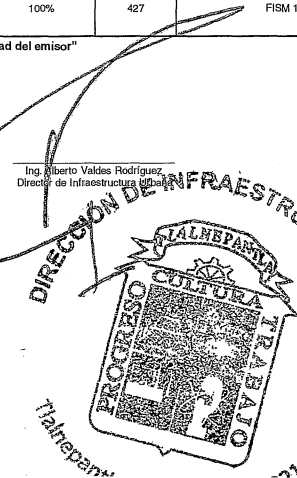 100% 427 FISM 1
ad del emisor"
Ing. Alberto Valdes Rodríguez
Director de Infraestructura Urbana
DIRECCIÓN DE INFRAESTRU
TLALNEPANTLA
CULTURA
PROGRESO
TRABAJO
Tlalnepant